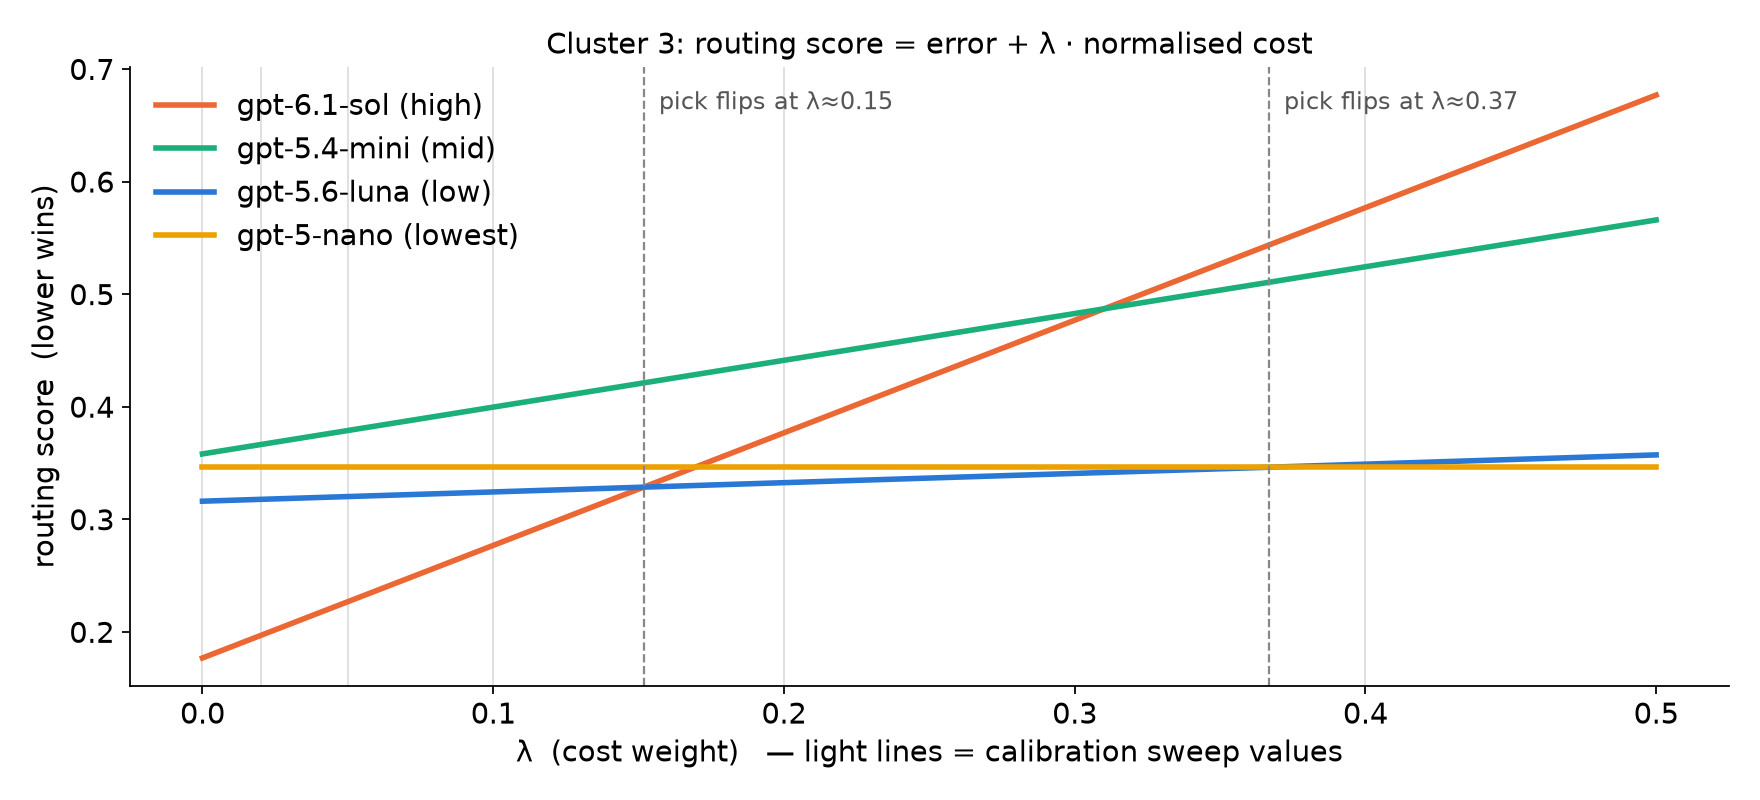 Cluster 3: routing score = error + λ · normalised cost
0.7
0.6
0.5
0.4
0.3
0.2
routing score (lower wins)
gpt-6.1-sol (high)
gpt-5.4-mini (mid)
gpt-5.6-luna (low)
gpt-5-nano (lowest)
pick flips at λ≈0.15
pick flips at λ≈0.37
0.0 0.1 0.2 0.3 0.4 0.5
λ (cost weight) — light lines = calibration sweep values